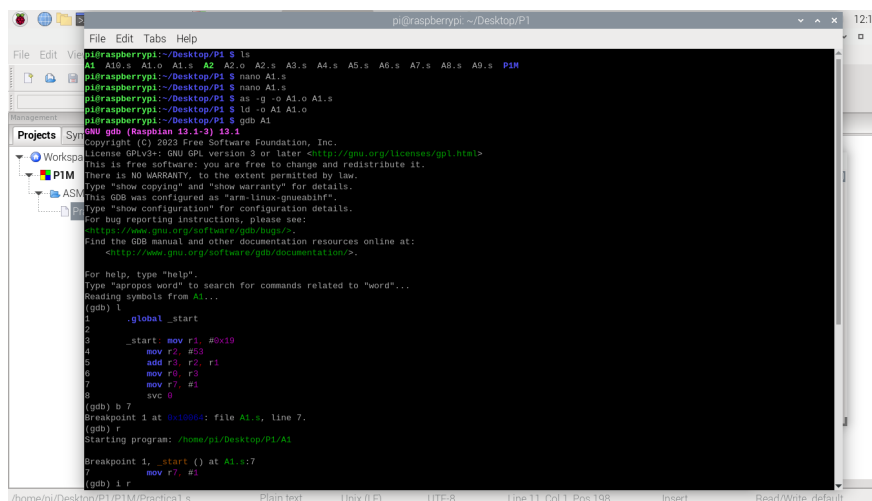 pi@raspberrypi: ~/Desktop/P1
12:1
File Edit Tabs Help
File Edit Vie
Management
Projects Sym
Workspa
P1M
ASM
Pr
pi@raspberrypi:~/Desktop/P1 $ ls
A1 A10.s A1.o A1.s A2 A2.o A2.s A3.s A4.s A5.s A6.s A7.s A8.s A9.s P1M
pi@raspberrypi:~/Desktop/P1 $ nano A1.s
pi@raspberrypi:~/Desktop/P1 $ as -g -o A1.o A1.s
pi@raspberrypi:~/Desktop/P1 $ ld -o A1 A1.o
pi@raspberrypi:~/Desktop/P1 $ gdb A1
GNU gdb (Raspbian 13.1-3) 13.1
Copyright (C) 2023 Free Software Foundation, Inc.
License GPLv3+: GNU GPL version 3 or later <http://gnu.org/licenses/gpl.html>
This is free software: you are free to change and redistribute it.
There is NO WARRANTY, to the extent permitted by law.
Type "show copying" and "show warranty" for details.
This GDB was configured as "arm-linux-gnueabihf".
Type "show configuration" for configuration details.
For bug reporting instructions, please see:
<https://www.gnu.org/software/gdb/bugs/>.
Find the GDB manual and other documentation resources online at:
<http://www.gnu.org/software/gdb/documentation/>.
For help, type "help".
Type "apropos word" to search for commands related to "word"...
Reading symbols from A1...
(gdb) l
1 .global _start
2
3 _start: mov r1, #0x19
4 mov r2, #53
5 add r3, r2, r1
6 mov r0, r3
7 mov r7, #1
8 svc 0
(gdb) b 7
Breakpoint 1 at : file A1.s, line 7.
(gdb) r
Starting program: /home/pi/Desktop/P1/A1
Breakpoint 1, _start () at A1.s:7
7 mov r7, #1
(gdb) i r
/home/pi/Desktop/P1/P1M/Practica1.s Plain text Unix (LF) UTF-8 Line 11, Col 1, Pos 198 Insert Read/Write default